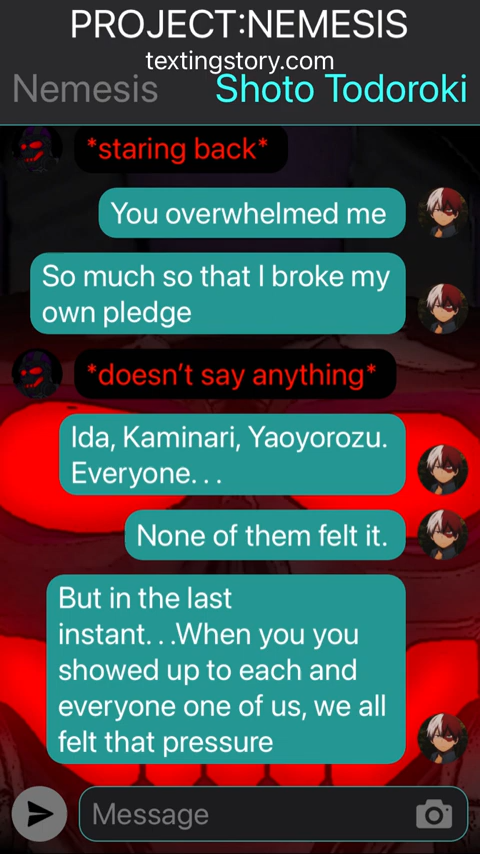 PROJECT:NEMESIS
textingstory.com
Nemesis Shoto Todoroki
*staring back*
You overwhelmed me
So much so that I broke my
own pledge
*doesn’t say anything*
Ida, Kaminari, Yaoyorozu.
Everyone. . .
None of them felt it.
But in the last
instant. . .When you you
showed up to each and
everyone one of us, we all
felt that pressure
Message